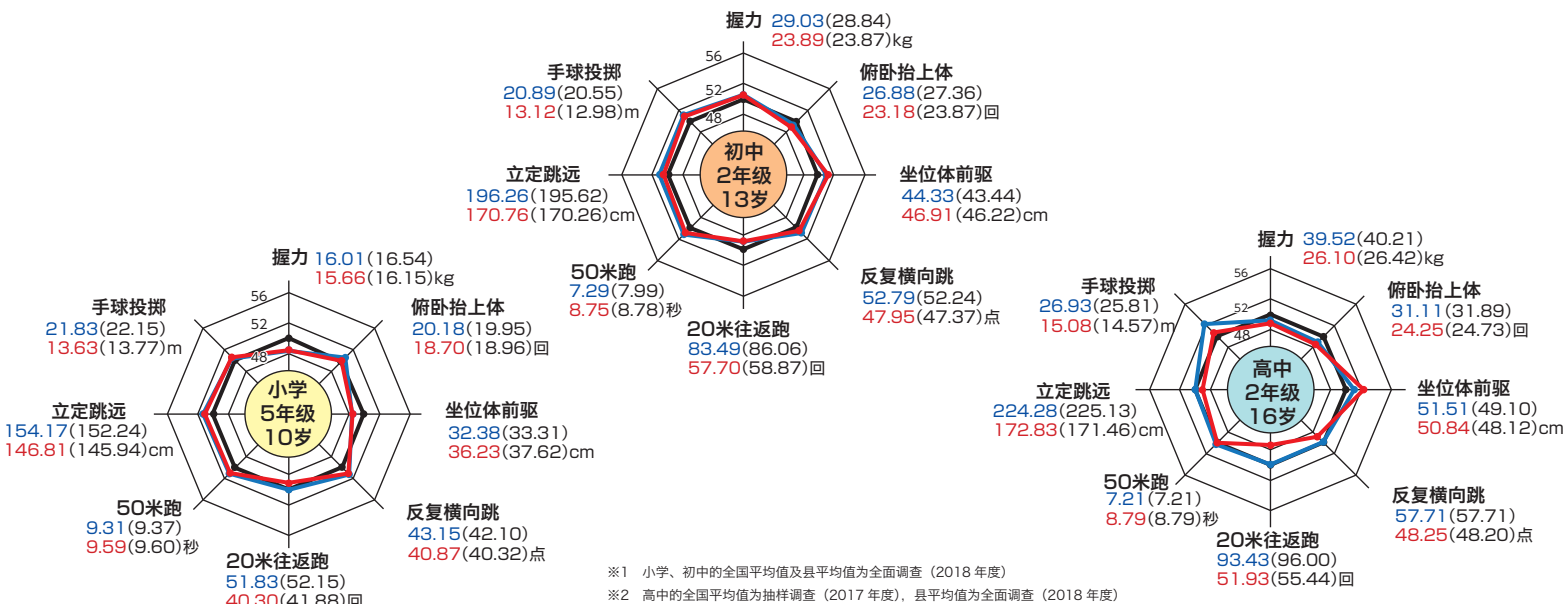 握力 16.01(16.54)
15.66(16.15)kg
56
52
48
俯卧抬上体
20.18(19.95)
18.70(18.96)回
坐位体前驱
32.38(33.31)
36.23(37.62)cm
反复横向跳
43.15(42.10)
40.87(40.32)点
20米往返跑
51.83(52.15)
40.30(41.88)回
50米跑
9.31(9.37)
9.59(9.60)秒
立定跳远
154.17(152.24)
146.81(145.94)cm
手球投掷
21.83(22.15)
13.63(13.77)m
小学
5年级
10岁
握力 29.03(28.84)
23.89(23.87)kg
56
52
48
俯卧抬上体
26.88(27.36)
23.18(23.87)回
坐位体前驱
44.33(43.44)
46.91(46.22)cm
反复横向跳
52.79(52.24)
47.95(47.37)点
20米往返跑
83.49(86.06)
57.70(58.87)回
50米跑
7.29(7.99)
8.75(8.78)秒
立定跳远
196.26(195.62)
170.76(170.26)cm
手球投掷
20.89(20.55)
13.12(12.98)m
初中
2年级
13岁
握力 39.52(40.21)
26.10(26.42)kg
56
52
48
俯卧抬上体
31.11(31.89)
24.25(24.73)回
坐位体前驱
51.51(49.10)
50.84(48.12)cm
反复横向跳
57.71(57.71)
48.25(48.20)点
20米往返跑
93.43(96.00)
51.93(55.44)回
50米跑
7.21(7.21)
8.79(8.79)秒
立定跳远
224.28(225.13)
172.83(171.46)cm
手球投掷
26.93(25.81)
15.08(14.57)m
高中
2年级
16岁
※1 小学、初中的全国平均值及县平均值为全面调查（2018 年度）
※2 高中的全国平均值为抽样调查（2017 年度），县平均值为全面调查（2018 年度）